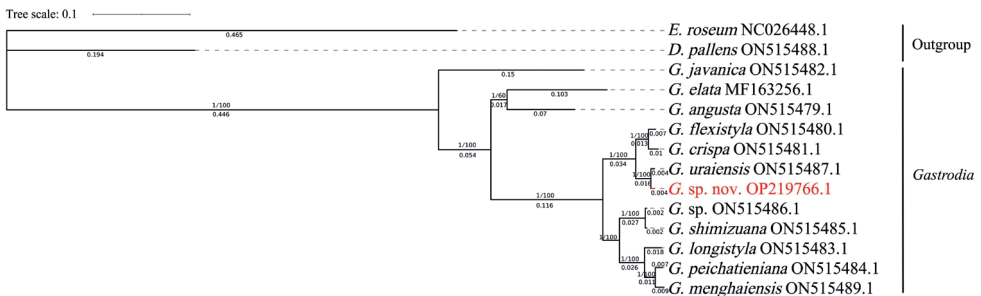 Tree scale: 0.1
0.465
E. roseum NC026448.1
0.194
D. pallens ON515488.1
Outgroup
0.15
G. javanica ON515482.1
1/100
0.446
1/60
0.017
0.103
G. elata MF163256.1
0.07
G. angusta ON515479.1
1/100
0.054
1/100
0.013
0.007
G. flexistyla ON515480.1
0.01
G. crispa ON515481.1
1/100
0.034
1/100
0.016
0.004
G. uraiensis ON515487.1
0.004
G. sp. nov. OP219766.1
Gastrodia
1/100
0.116
1/100
0.027
0.002
G. sp. ON515486.1
0.002
G. shimizuana ON515485.1
1/100
1/100
0.026
0.018
G. longistyla ON515483.1
1/100
0.011
0.007
G. peichatieniana ON515484.1
0.009
G. menghaiensis ON515489.1